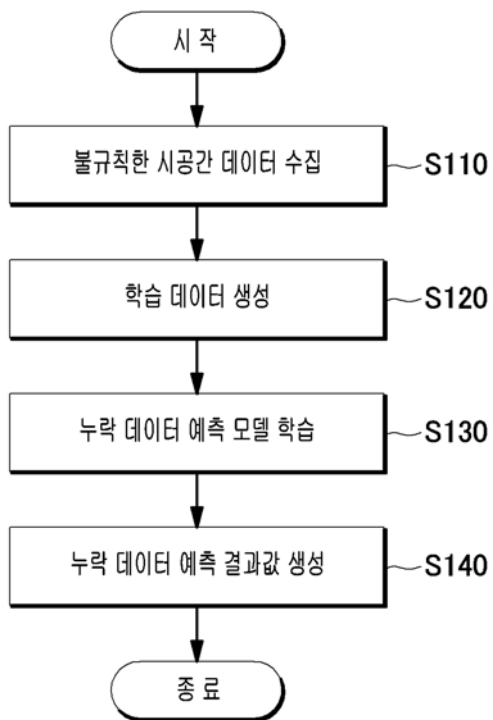 시 작
불규칙한 시공간 데이터 수집
S110
학습 데이터 생성
S120
누락 데이터 예측 모델 학습
S130
누락 데이터 예측 결과값 생성
S140
종 료